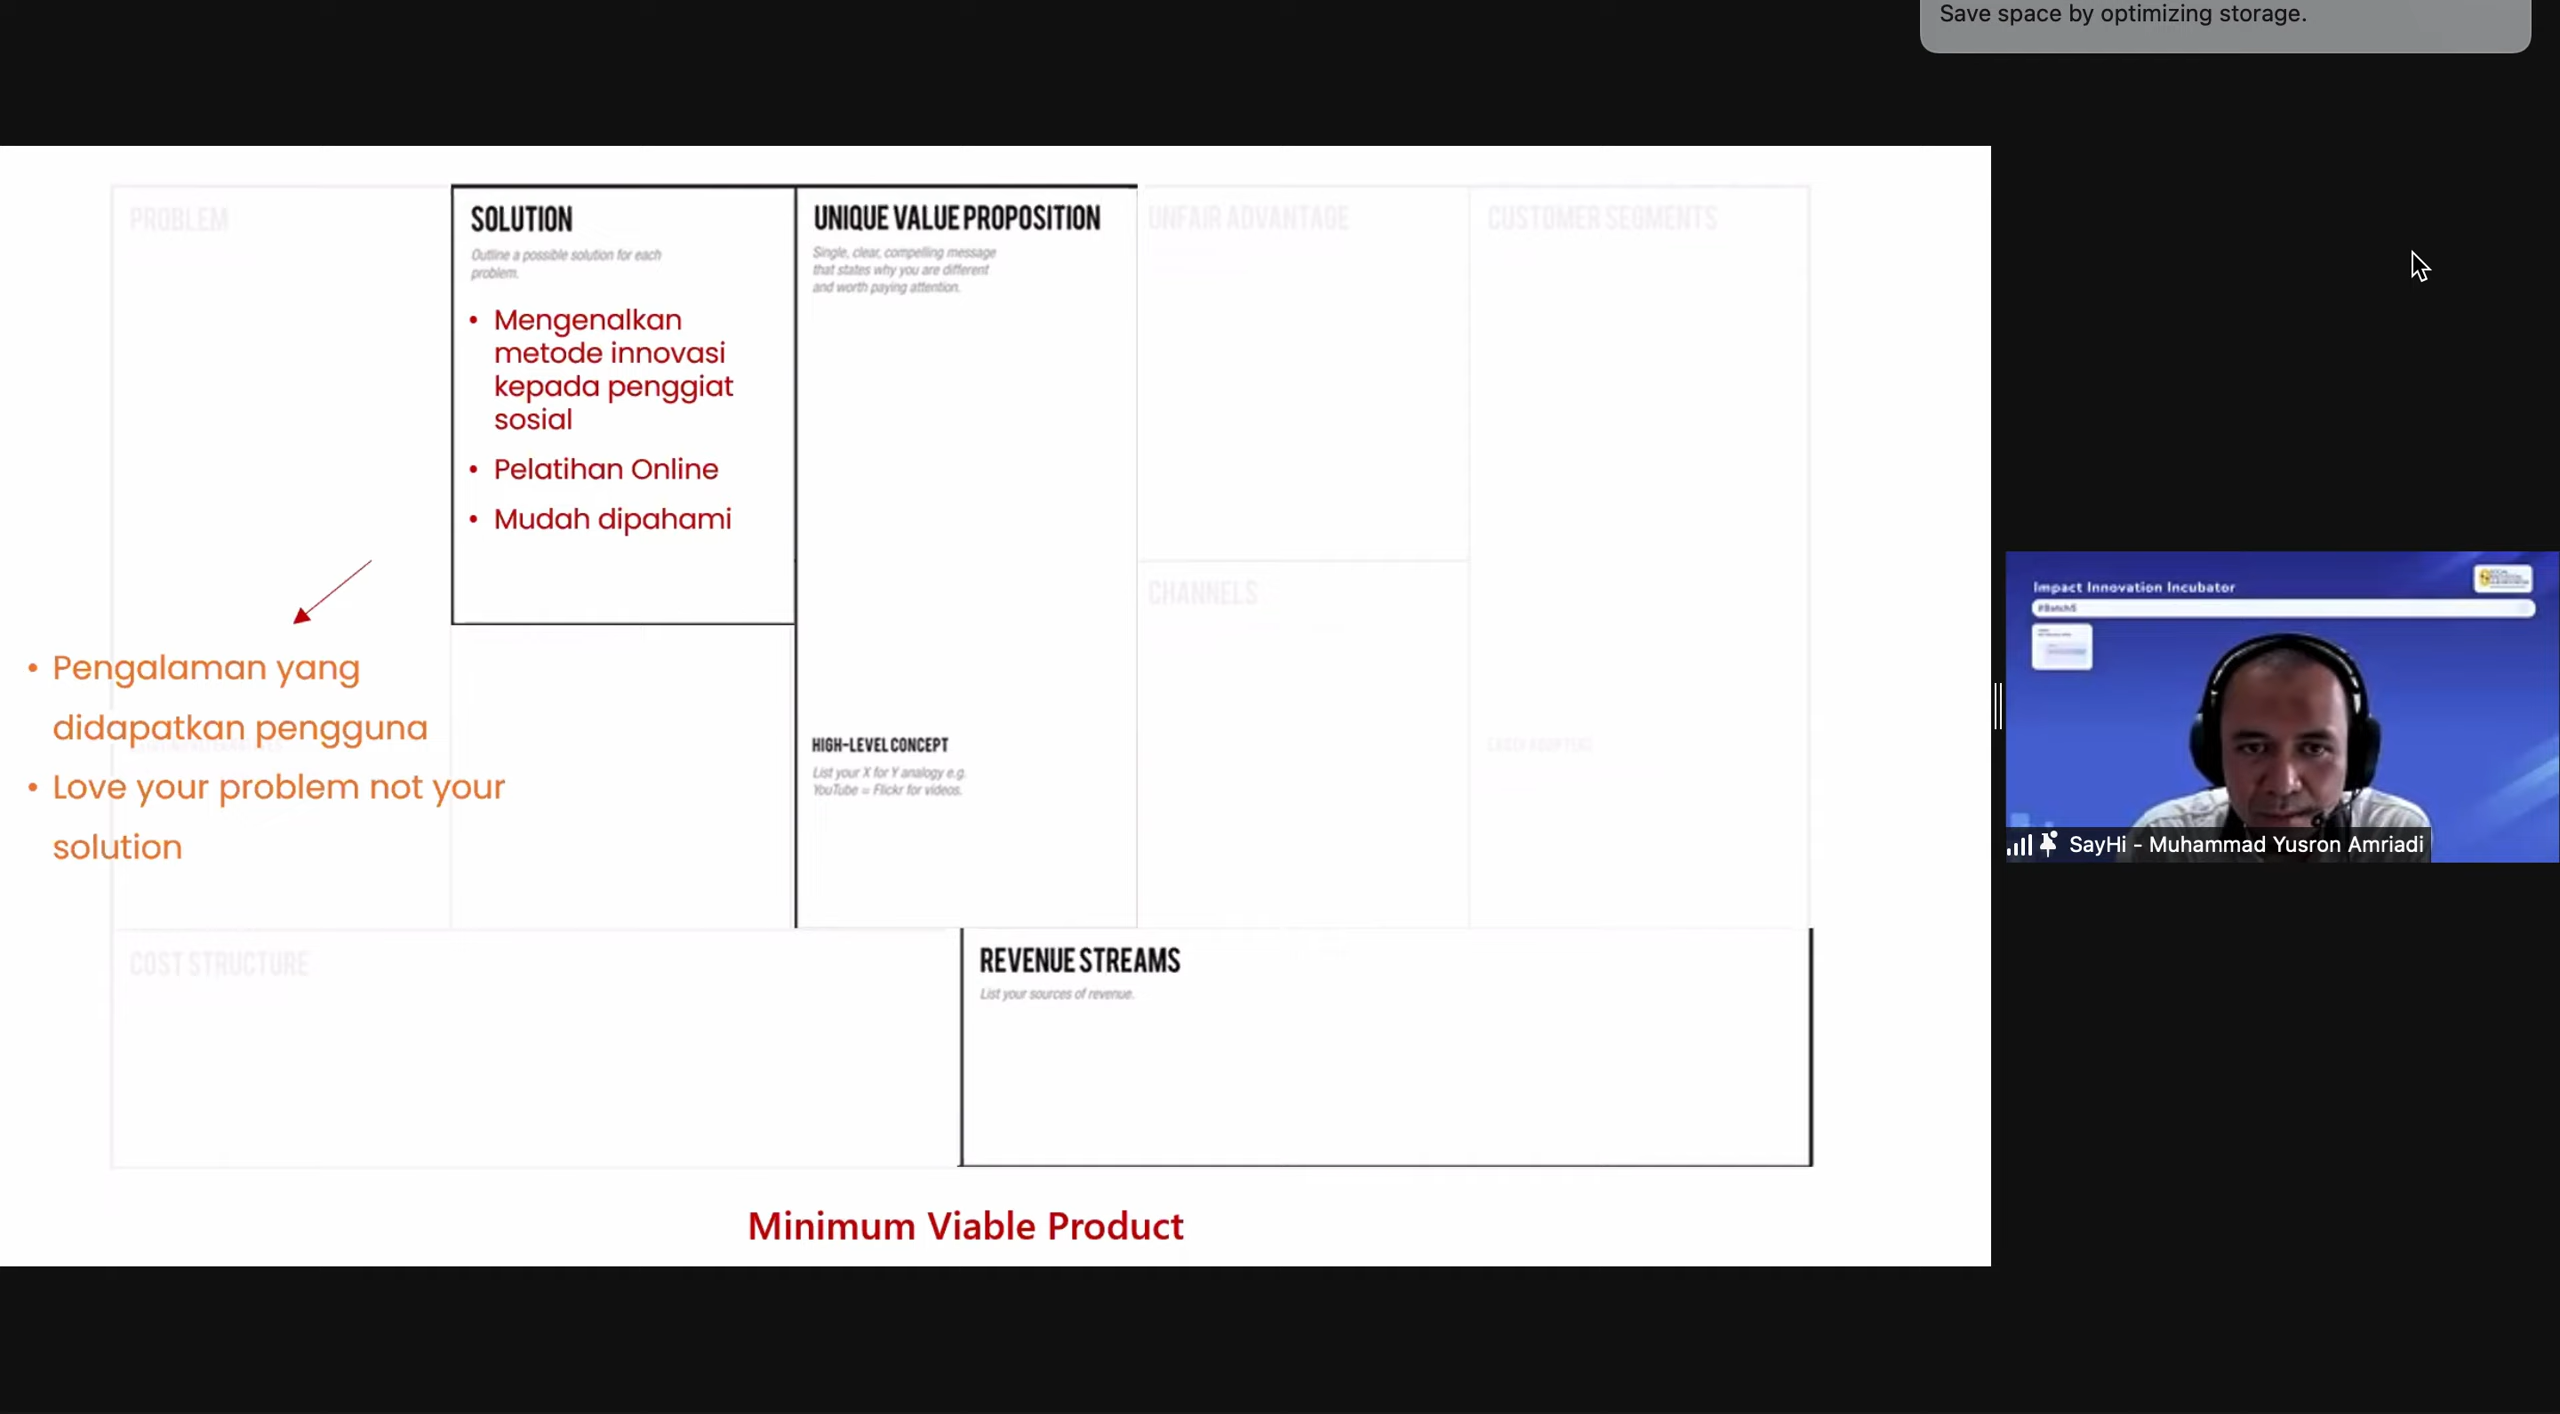 Save space by optimizing storage.
PROBLEM
SOLUTION
Outline a possible solution for each
problem.
• Mengenalkan
metode innovasi
kepada penggiat
sosial
• Pelatihan Online
• Mudah dipahami
UNIQUE VALUE PROPOSITION
Single, clear, compelling message
that states why you are different
and worth paying attention.
HIGH-LEVEL CONCEPT
List your X for Y analogy e.g.
YouTube = Flickr for videos.
UNFAIR ADVANTAGE
CHANNELS
CUSTOMER SEGMENTS
EARLY ADOPTERS
• Pengalaman yang
didapatkan pengguna
• Love your problem not your
solution
COST STRUCTURE
REVENUE STREAMS
List your sources of revenue.
Minimum Viable Product
Impact Innovation Incubator
#Batch5
SayHi - Muhammad Yusron Amriadi